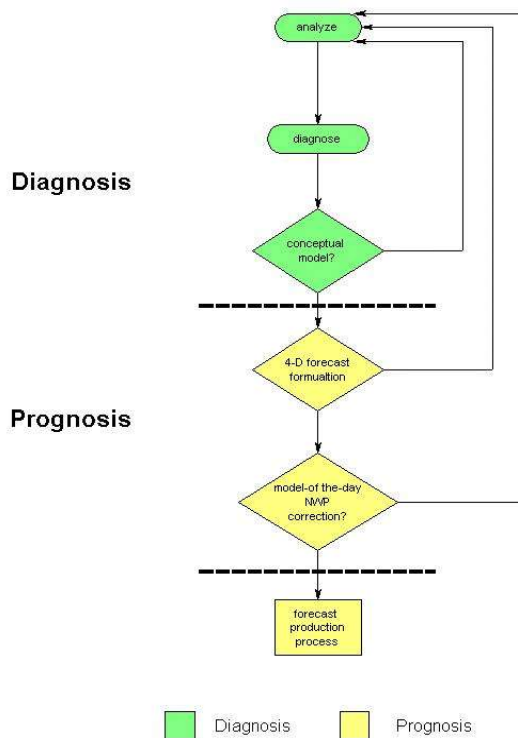 analyze
diagnose
Diagnosis
conceptual
model?
4-D forecast
formualtion
Prognosis
model-of the-day
NWP
correction?
forecast
production
process
Diagnosis
Prognosis